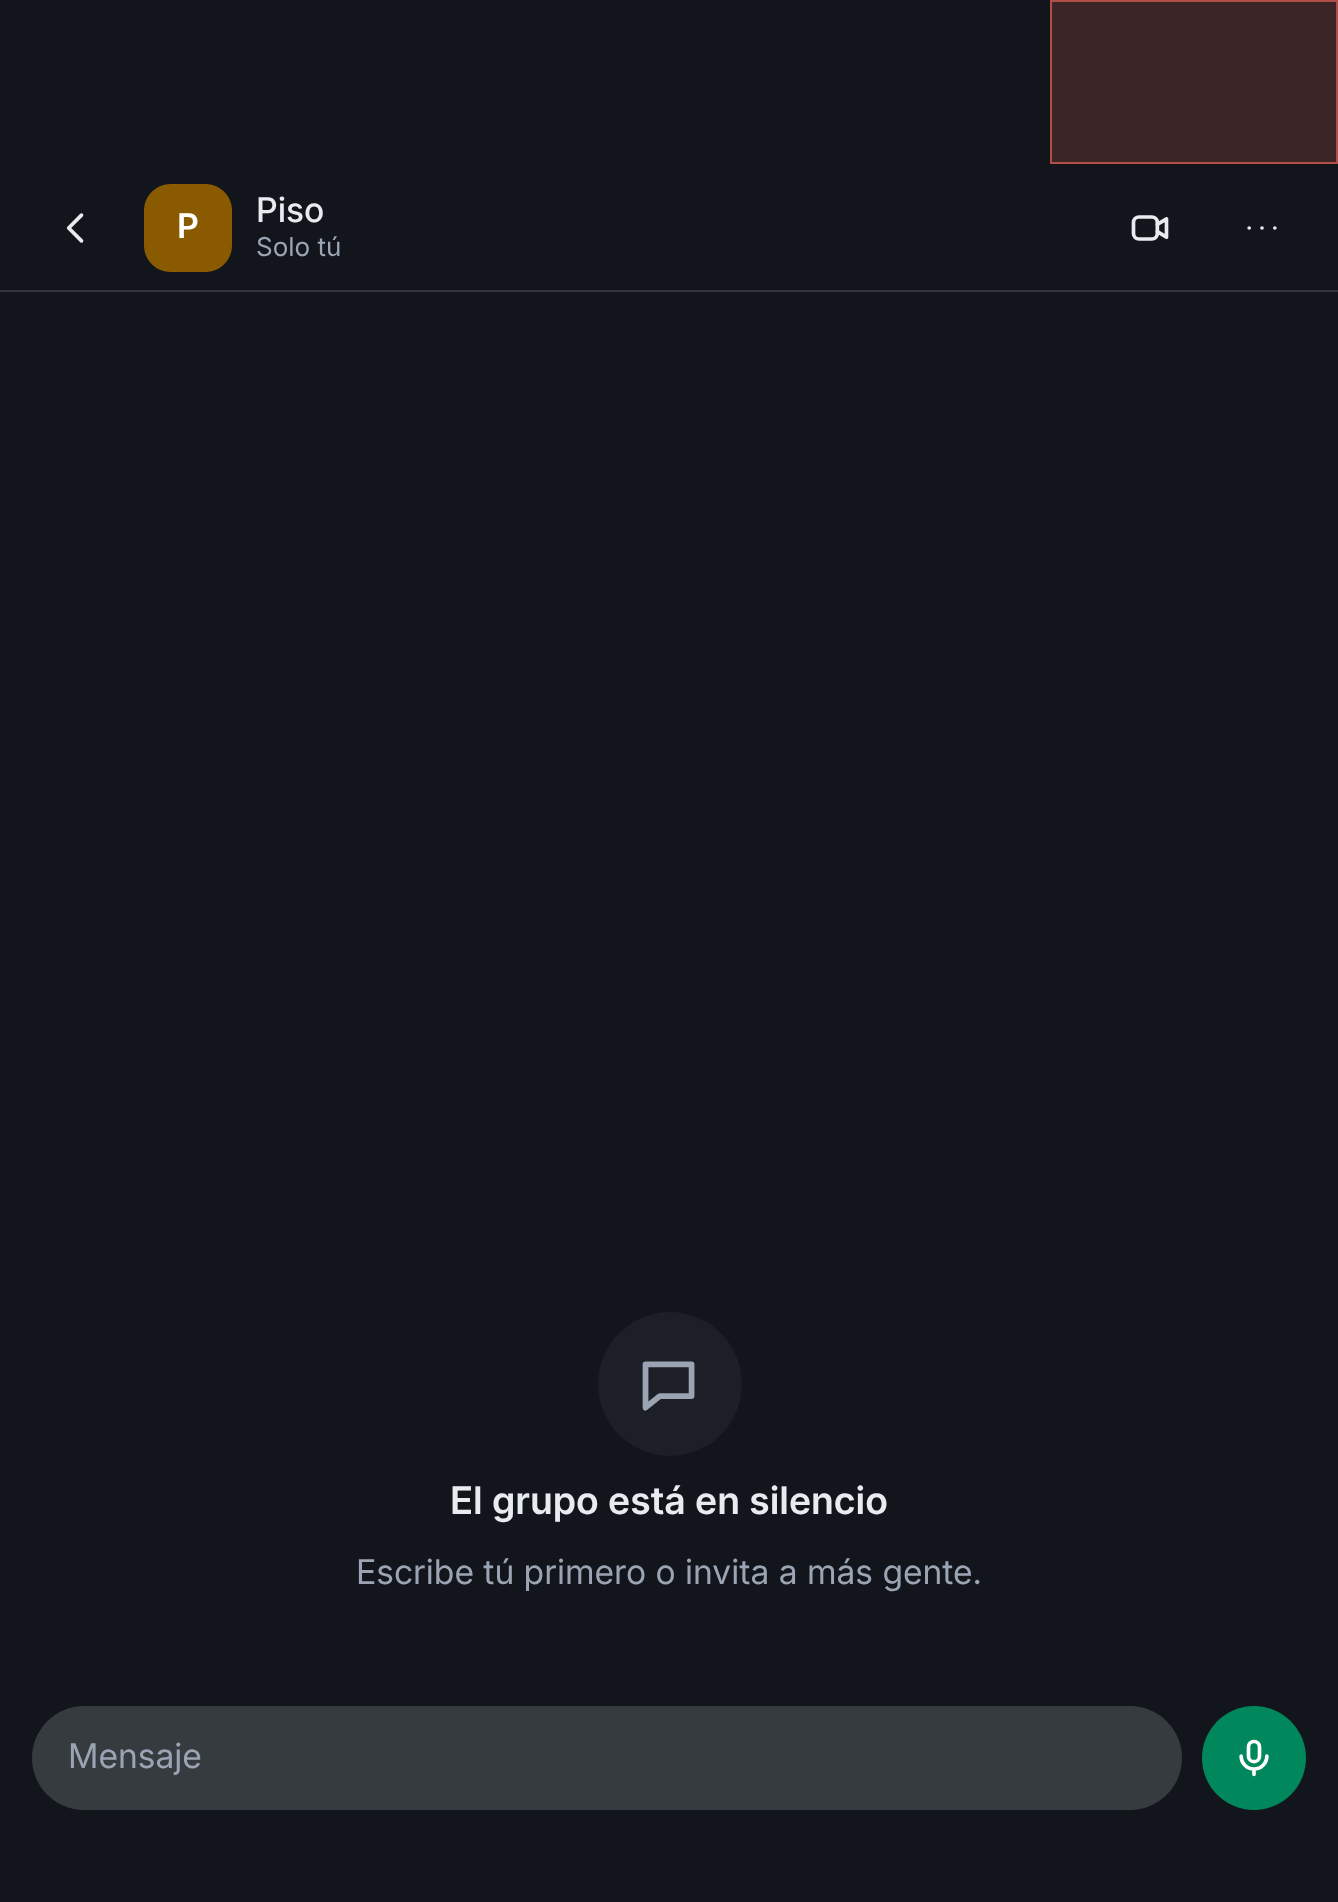 P
Piso
Solo tú
El grupo está en silencio
Escribe tú primero o invita a más gente.
Mensaje